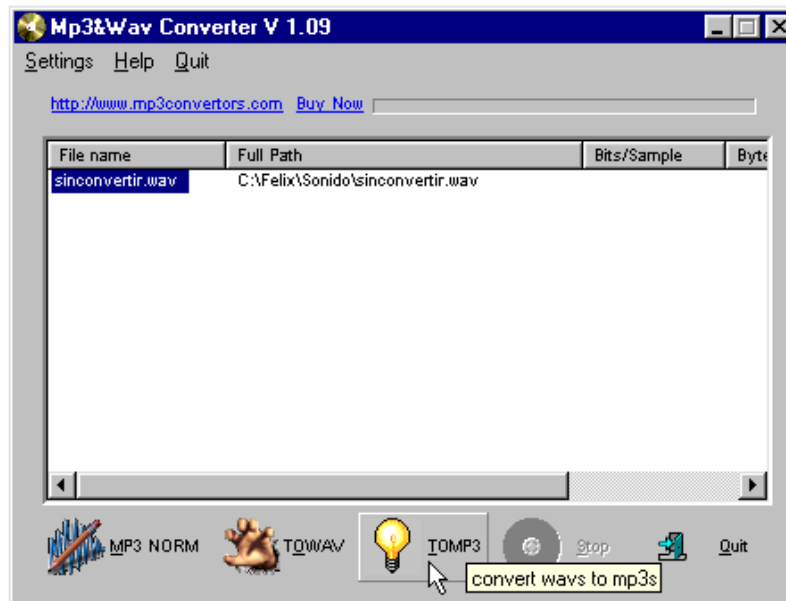 Mp3&Wav Converter V 1.09
Settings Help Quit
http://www.mp3convertors.com Buy Now
File name Full Path Bits/Sample Byte
sinconvertir.wav C:\Felix\Sonido\sinconvertir.wav
MP3 NORM TOWAV TOMP3 Stop Quit
convert wavs to mp3s